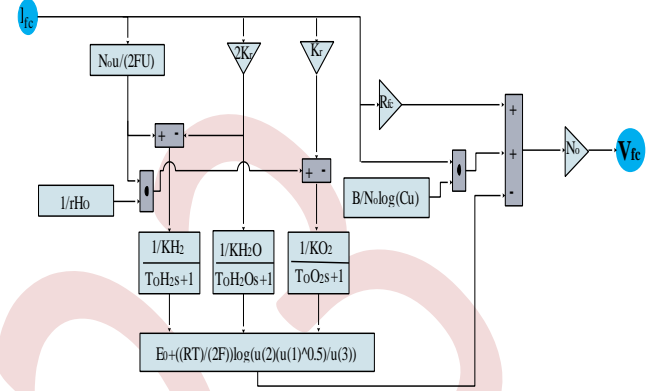 Ifc
Nou/(2FU)
2Kr
Kr
Rfc
+ -
+ -
1/rHo
B/Nolog(Cu)
+
+
-
No
Vfc
1/KH2
ToH2s+1
1/KH2O
ToH2Os+1
1/KO2
ToO2s+1
E0+((RT)/(2F))log(u(2)(u(1)^0.5)/u(3))